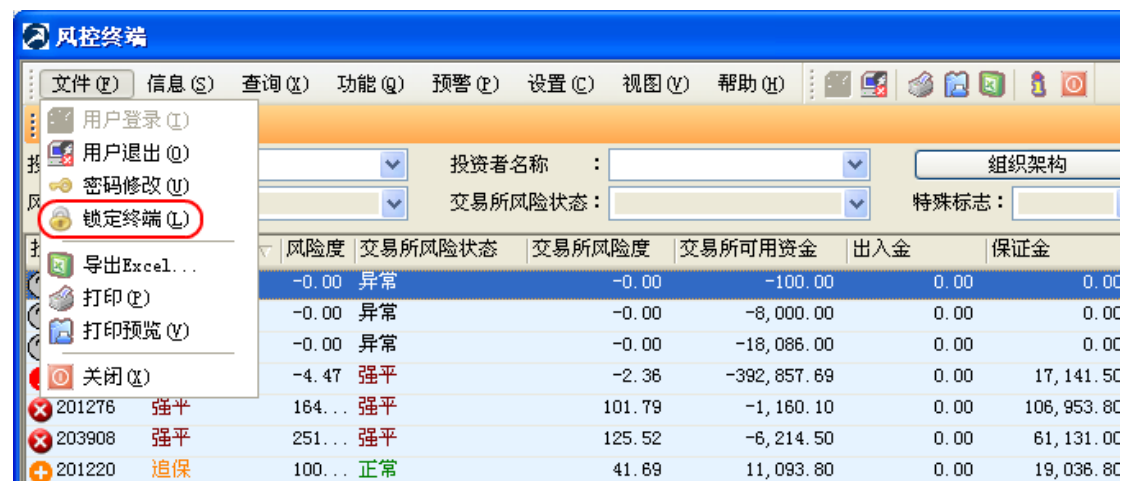 风控终端
文件(F) 信息(S) 查询(X) 功能(Q) 预警(P) 设置(C) 视图(V) 帮助(H)
用户登录(I)
用户退出(O)
密码修改(U)
锁定终端(L)
导出Excel...
打印(P)
打印预览(V)
关闭(X)
投资者名称 : 组织架构
交易所风险状态: 特殊标志:
风险度 交易所风险状态 交易所风险度 交易所可用资金 出入金 保证金
-0.00 异常 -0.00 -100.00 0.00 0.00
-0.00 异常 -0.00 -8,000.00 0.00 0.00
-0.00 异常 -0.00 -18,086.00 0.00 0.00
-4.47 强平 -2.36 -392,857.69 0.00 17,141.50
201276 强平 164... 强平 101.79 -1,160.10 0.00 106,953.80
203908 强平 251... 强平 125.52 -6,214.50 0.00 61,131.00
201220 追保 100... 正常 41.69 11,093.80 0.00 19,036.80